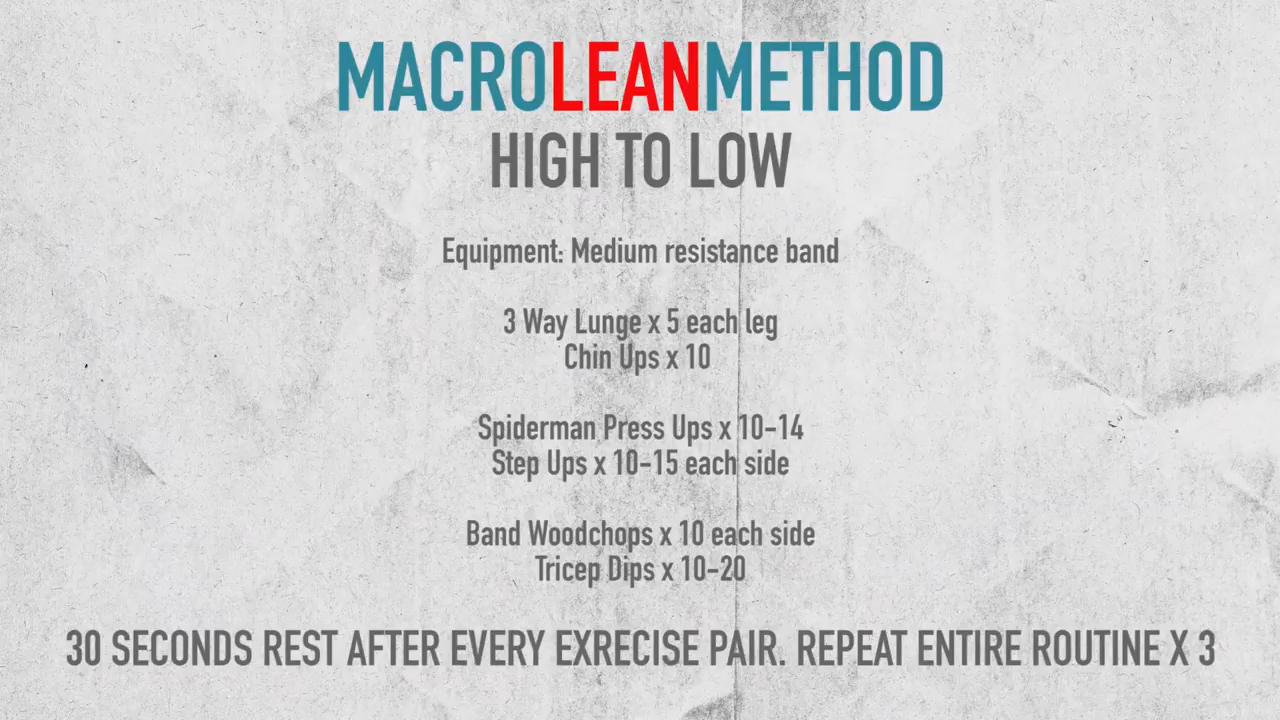 MACROLEANMETHOD
HIGH TO LOW
Equipment: Medium resistance band
3 Way Lunge x 5 each leg
Chin Ups x 10
Spiderman Press Ups x 10-14
Step Ups x 10-15 each side
Band Woodchops x 10 each side
Tricep Dips x 10-20
30 SECONDS REST AFTER EVERY EXRECISE PAIR. REPEAT ENTIRE ROUTINE X 3